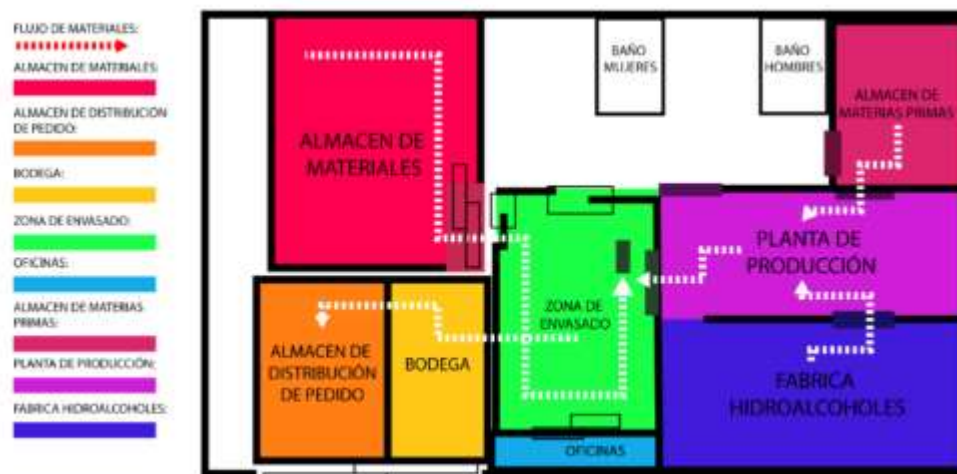 FLUJO DE MATERIALES:
ALMACEN DE MATERIALES:
ALMACEN DE DISTRIBUCIÓN
DE PEDIDO:
BODEGA:
ZONA DE ENVASADO:
OFICINAS:
ALMACEN DE MATERIAS
PRIMAS:
PLANTA DE PRODUCCIÓN:
FABRICA HIDROALCOHOLES:
ALMACEN DE
MATERIALES
BAÑO
MUJERES
BAÑO
HOMBRES
ALMACEN DE
MATERIAS PRIMAS
PLANTA DE
PRODUCCIÓN
ZONA DE
ENVASADO
ALMACEN DE
DISTRIBUCIÓN
DE PEDIDO
BODEGA
FABRICA
HIDROALCOHOLES
OFICINAS